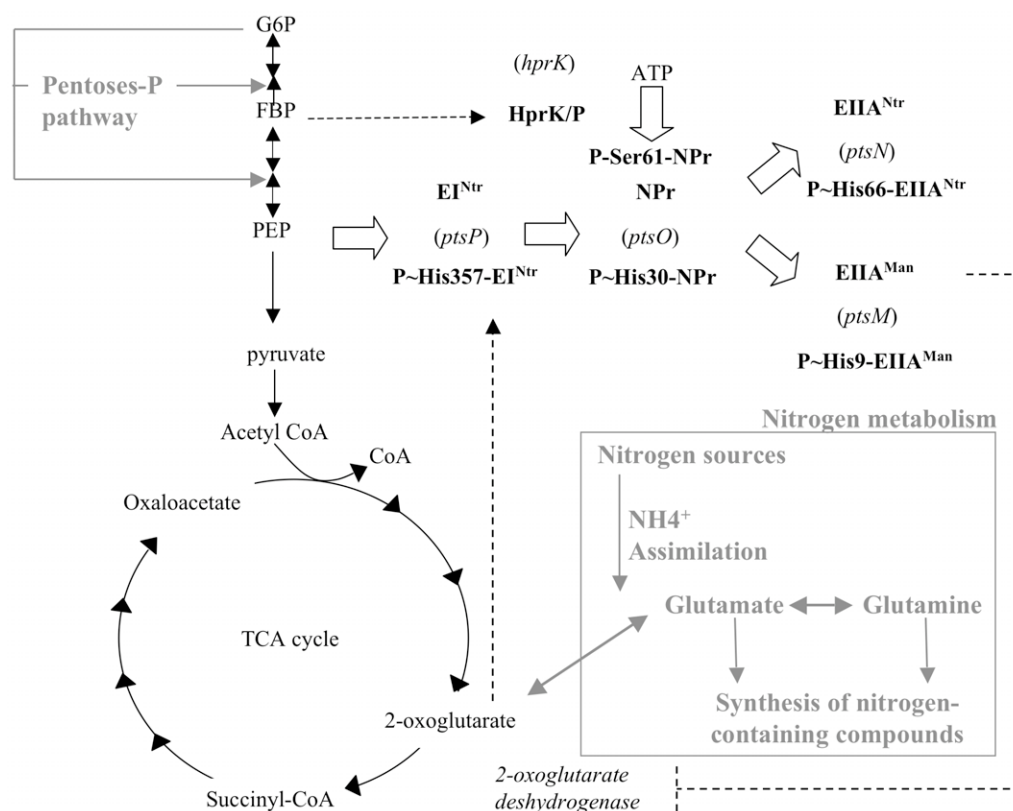 G6P
Pentoses-P
pathway
FBP
PEP
(hprK)
HprK/P
ATP
P-Ser61-NPr
NPr
(ptsO)
P~His30-NPr
EI^Ntr
(ptsP)
P~His357-EI^Ntr
EIIA^Ntr
(ptsN)
P~His66-EIIA^Ntr
EIIA^Man
(ptsM)
P~His9-EIIA^Man
pyruvate
Acetyl CoA
CoA
Oxaloacetate
TCA cycle
2-oxoglutarate
Succinyl-CoA
Nitrogen metabolism
Nitrogen sources
NH4⁺
Assimilation
Glutamate
Glutamine
Synthesis of nitrogen-
containing compounds
2-oxoglutarate
deshydrogenase